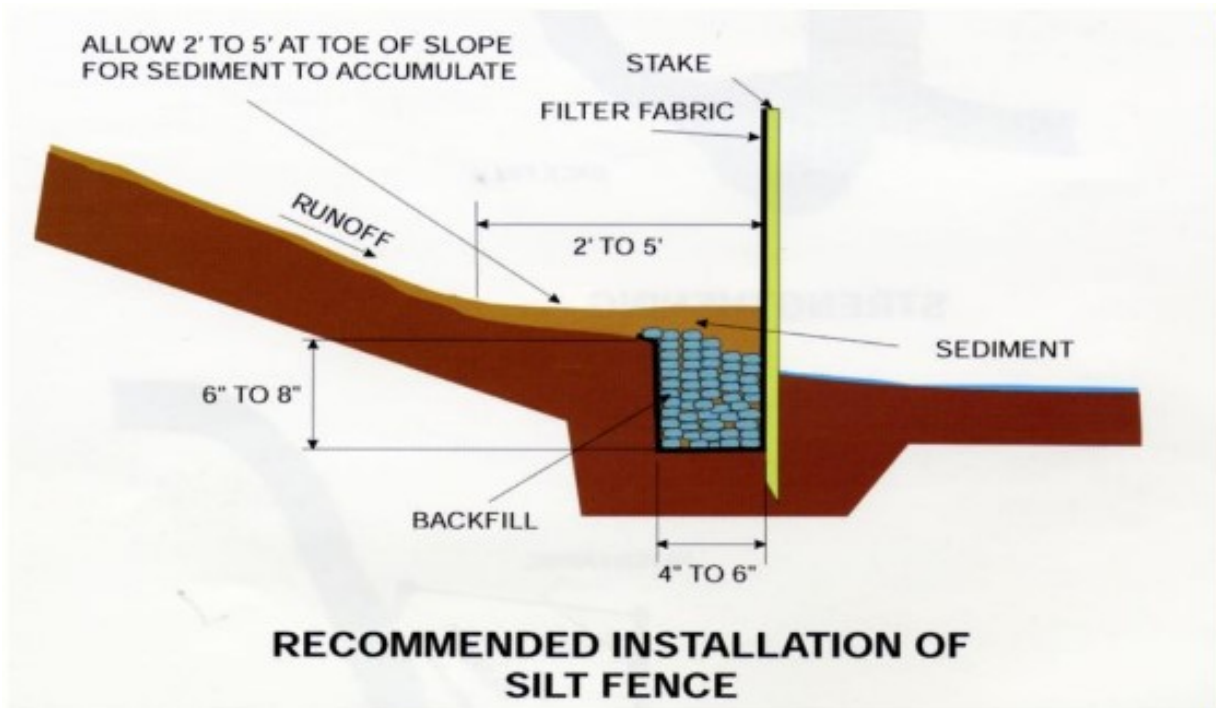 ALLOW 2' TO 5' AT TOE OF SLOPE
FOR SEDIMENT TO ACCUMULATE
STAKE
FILTER FABRIC
RUNOFF
2' TO 5'
SEDIMENT
6" TO 8"
BACKFILL
4" TO 6"
RECOMMENDED INSTALLATION OF
SILT FENCE